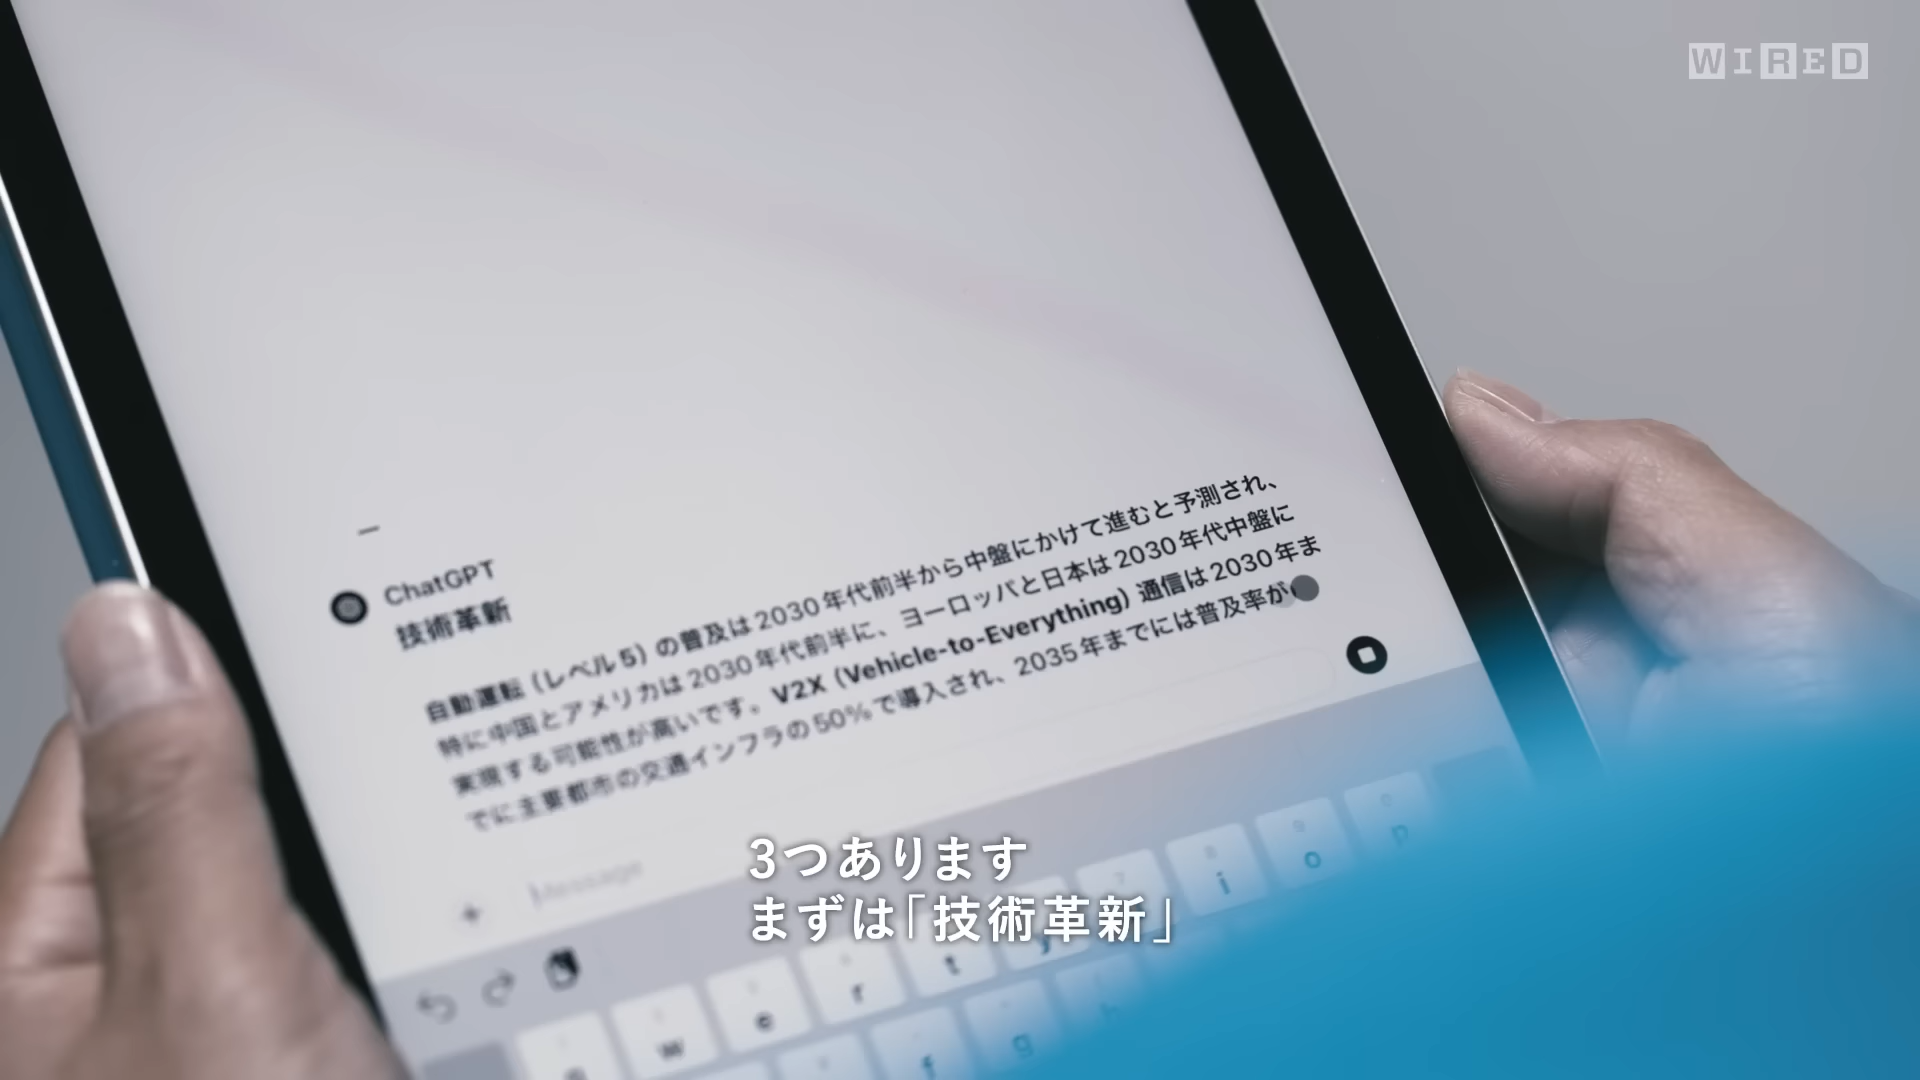 WIRED
ChatGPT
技術革新
自動運転（レベル5）の普及は2030年代前半から中盤にかけて進むと予測され、
特に中国とアメリカは2030年代前半に、ヨーロッパと日本は2030年代中盤に
実現する可能性が高いです。V2X（Vehicle-to-Everything）通信は2030年ま
でに主要都市の交通インフラの50%で導入され、2035年までには普及率が
Message
3つあります
まずは「技術革新」
w e r t y i o p
f g h